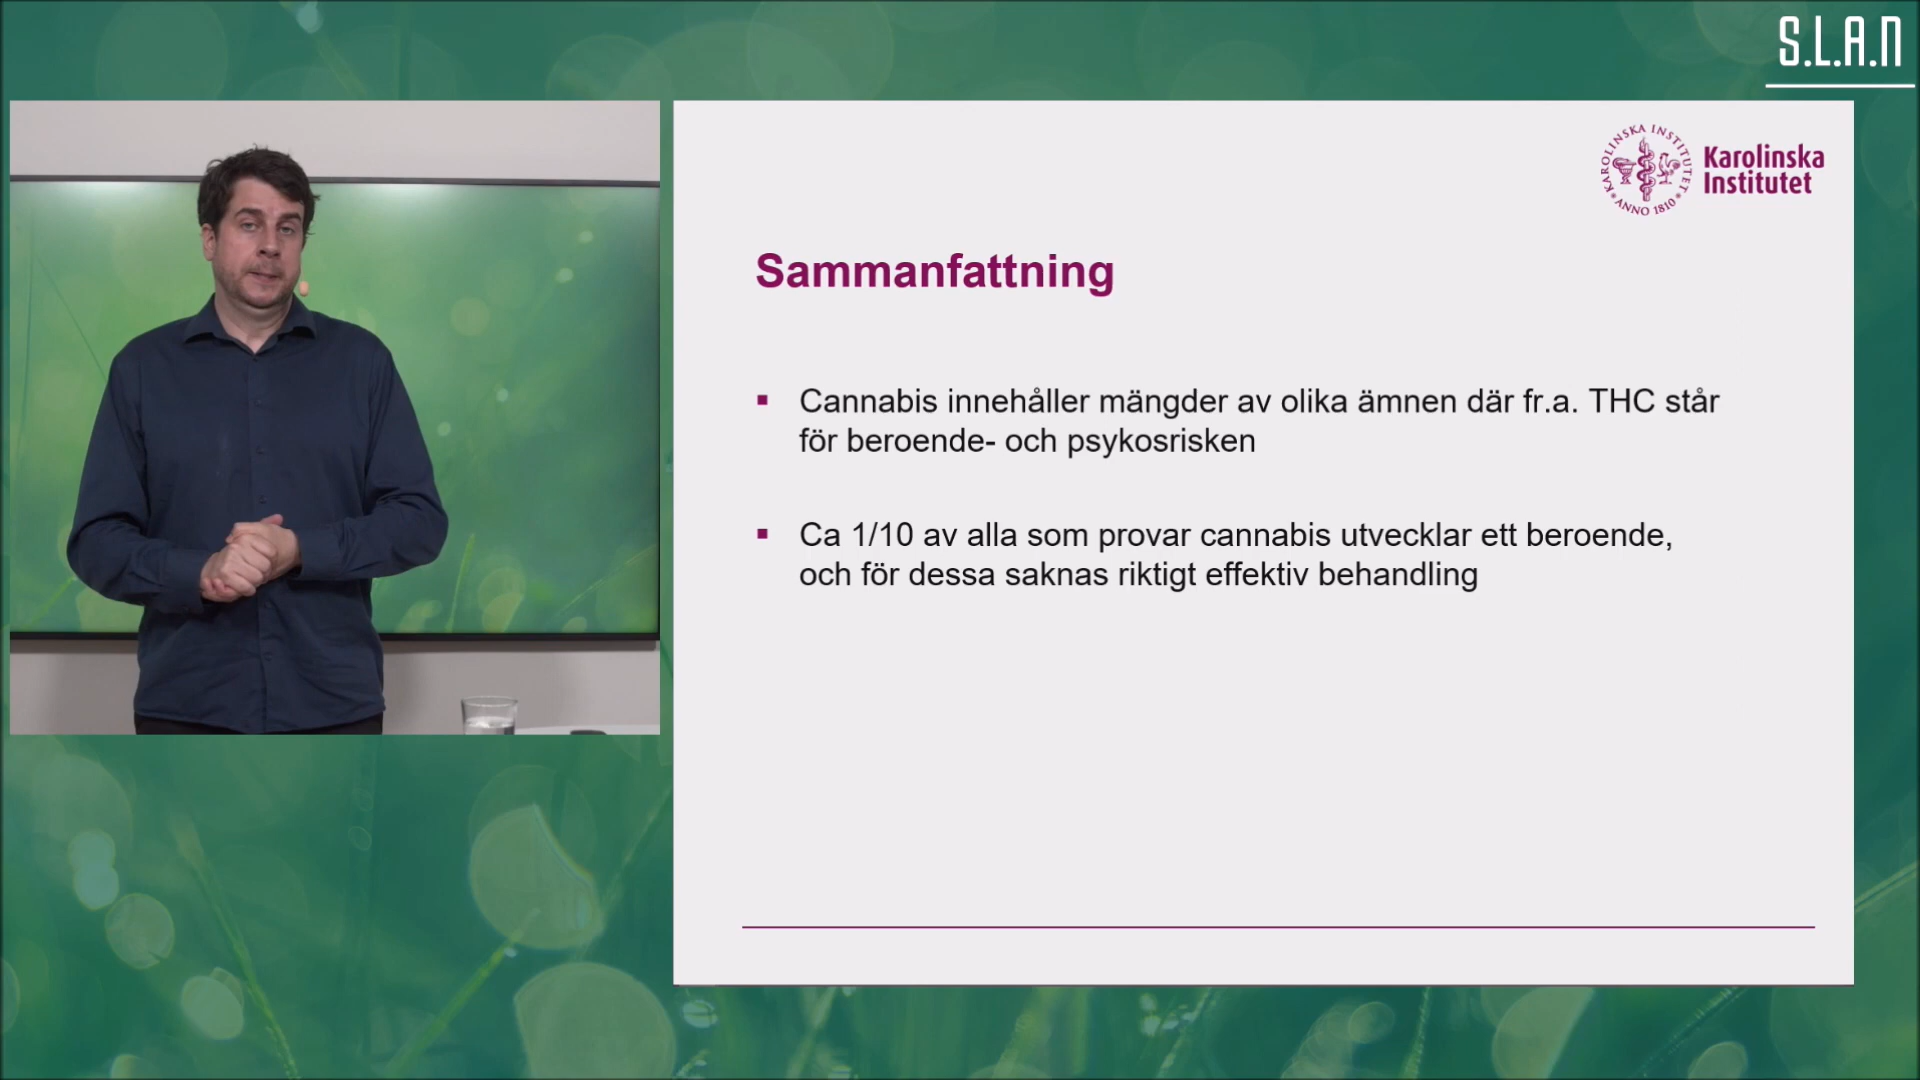 S.L.A.N
KAROLINSKA INSTITUTET
ANNO 1810
Karolinska
Institutet
Sammanfattning
▪ Cannabis innehåller mängder av olika ämnen där fr.a. THC står
för beroende- och psykosrisken
▪ Ca 1/10 av alla som provar cannabis utvecklar ett beroende,
och för dessa saknas riktigt effektiv behandling